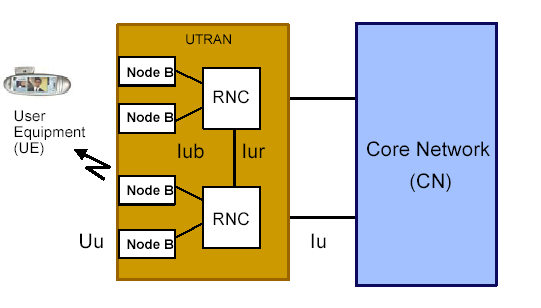 UTRAN
Node B
RNC
Node B
User
Equipment
(UE)
Iub
Iur
Core Network
(CN)
Node B
RNC
Node B
Uu
Iu